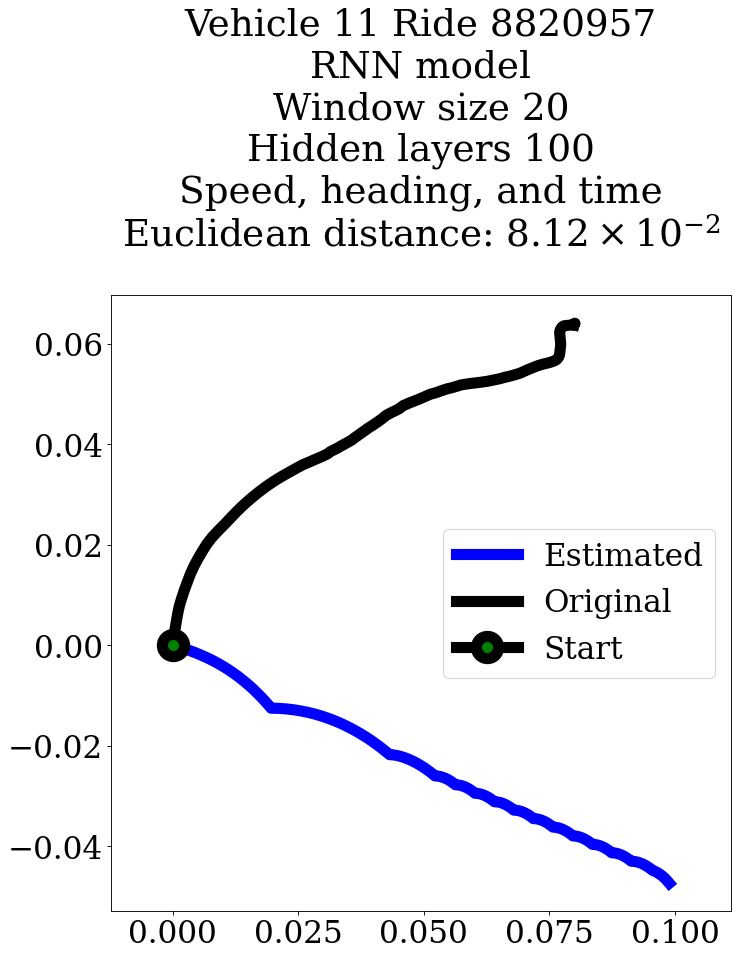 Vehicle 11 Ride 8820957
RNN model
Window size 20
Hidden layers 100
Speed, heading, and time
Euclidean distance: 8.12 × 10⁻²
0.06
0.04
0.02
0.00
−0.02
−0.04
Estimated
Original
Start
0.000 0.025 0.050 0.075 0.100